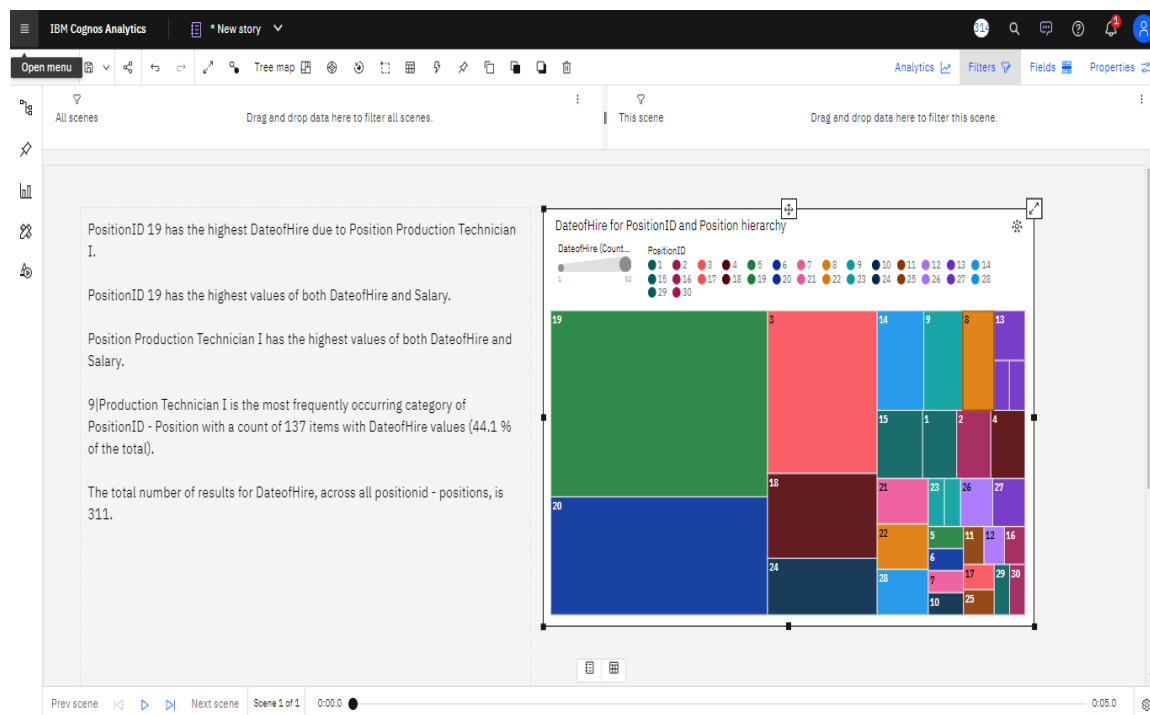 IBM Cognos Analytics
* New story
314
1
Open menu
Tree map
Analytics
Filters
Fields
Properties
All scenes
Drag and drop data here to filter all scenes.
This scene
Drag and drop data here to filter this scene.
PositionID 19 has the highest DateofHire due to Position Production Technician
I.
PositionID 19 has the highest values of both DateofHire and Salary.
Position Production Technician I has the highest values of both DateofHire and
Salary.
9|Production Technician I is the most frequently occurring category of
PositionID - Position with a count of 137 items with DateofHire values (44.1 %
of the total).
The total number of results for DateofHire, across all positionid - positions, is
311.
DateofHire for PositionID and Position hierarchy
DateofHire (Count...
PositionID
1 2 3 4 5 6 7 8 9 10 11 12 13 14
15 16 17 18 19 20 21 22 23 24 25 26 27 28
29 30
19 3 14 9 8 13
15 1 2 4
18 21 23 26 27
20
22 5 11 12 16
6
24 28 7 17 29 30
10 25
Prev scene
Next scene
Scene 1 of 1
0:00.0
0:05.0